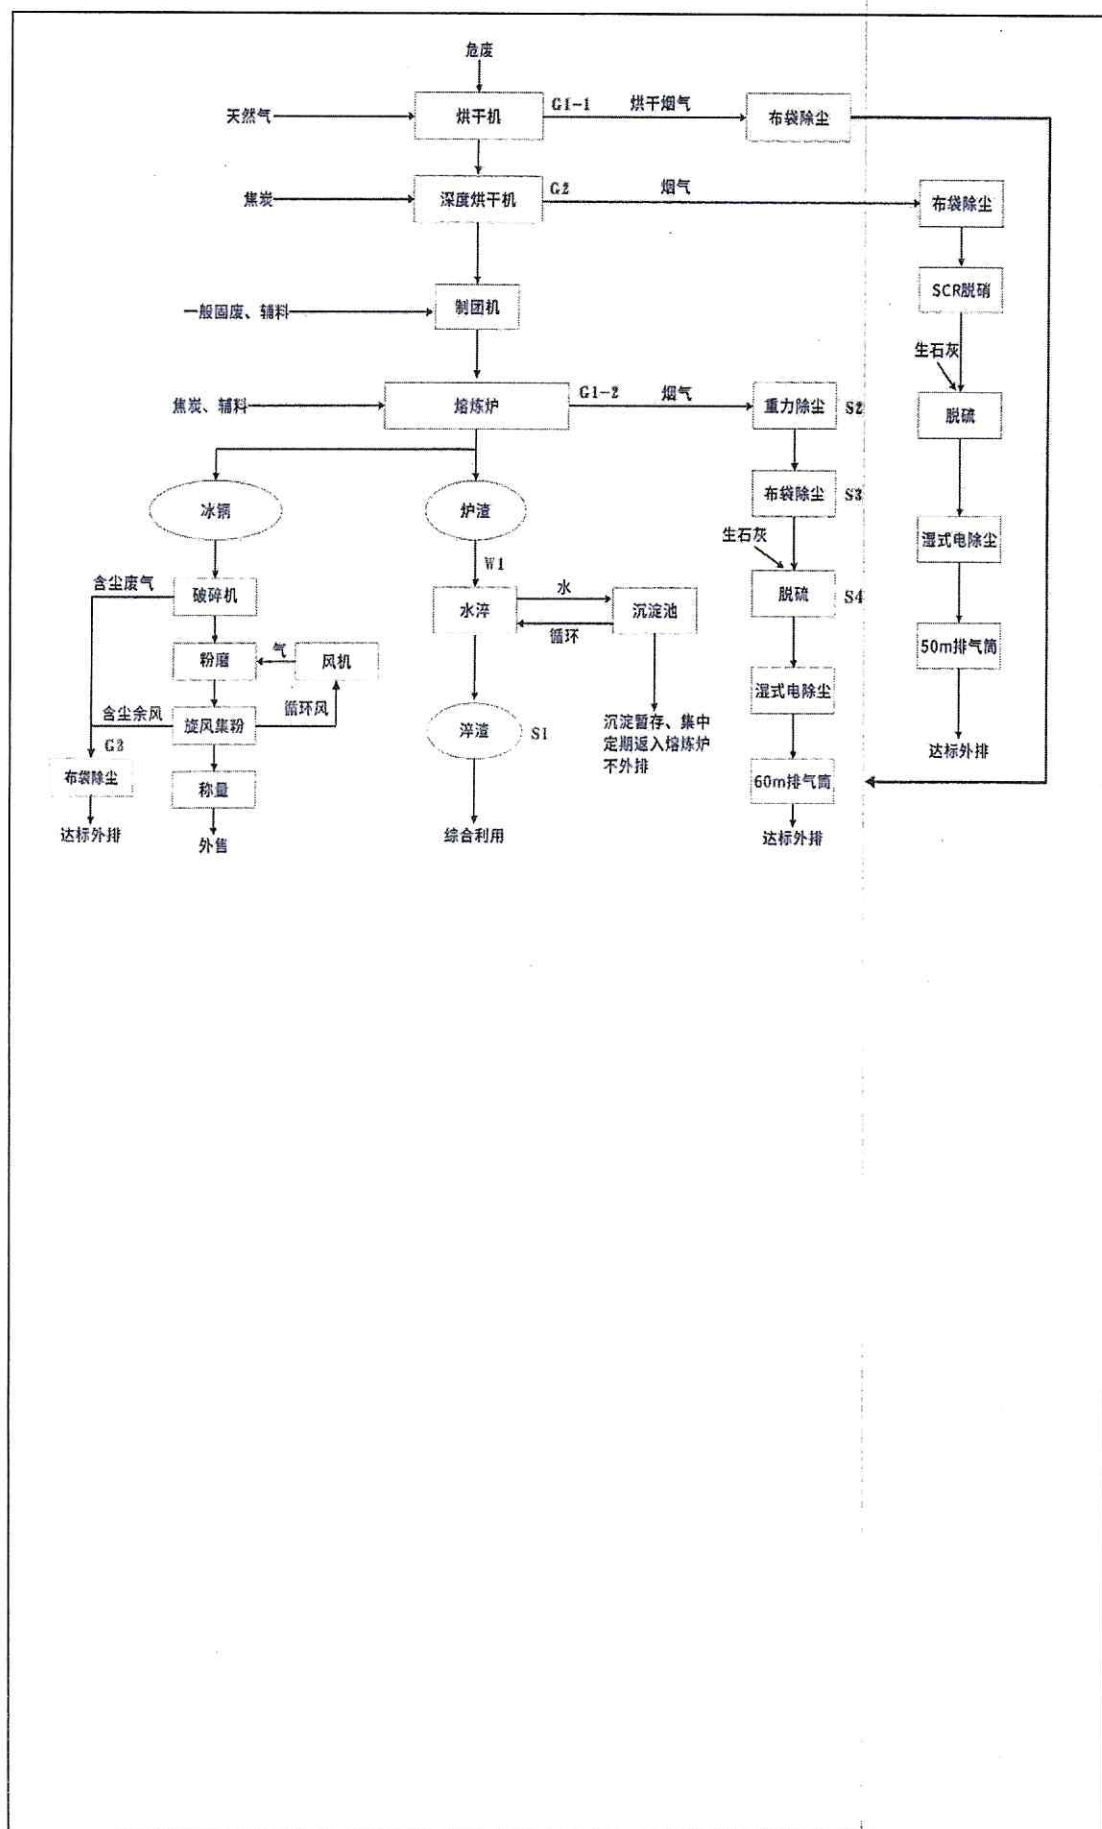 危废
天然气
烘干机
G1-1
烘干烟气
布袋除尘
焦炭
深度烘干机
G2
烟气
布袋除尘
SCR脱硝
一般固废、辅料
制团机
生石灰
焦炭、辅料
熔炼炉
G1-2
烟气
重力除尘
S2
脱硫
冰铜
炉渣
布袋除尘
S3
生石灰
湿式电除尘
W1
含尘废气
破碎机
水淬
水
循环
沉淀池
脱硫
S4
粉磨
气
风机
50m排气筒
湿式电除尘
含尘余风
旋风集粉
循环风
淬渣
S1
沉淀暂存、集中
定期返入熔炼炉
不外排
G3
布袋除尘
称量
60m排气筒
达标外排
达标外排
外售
综合利用
达标外排